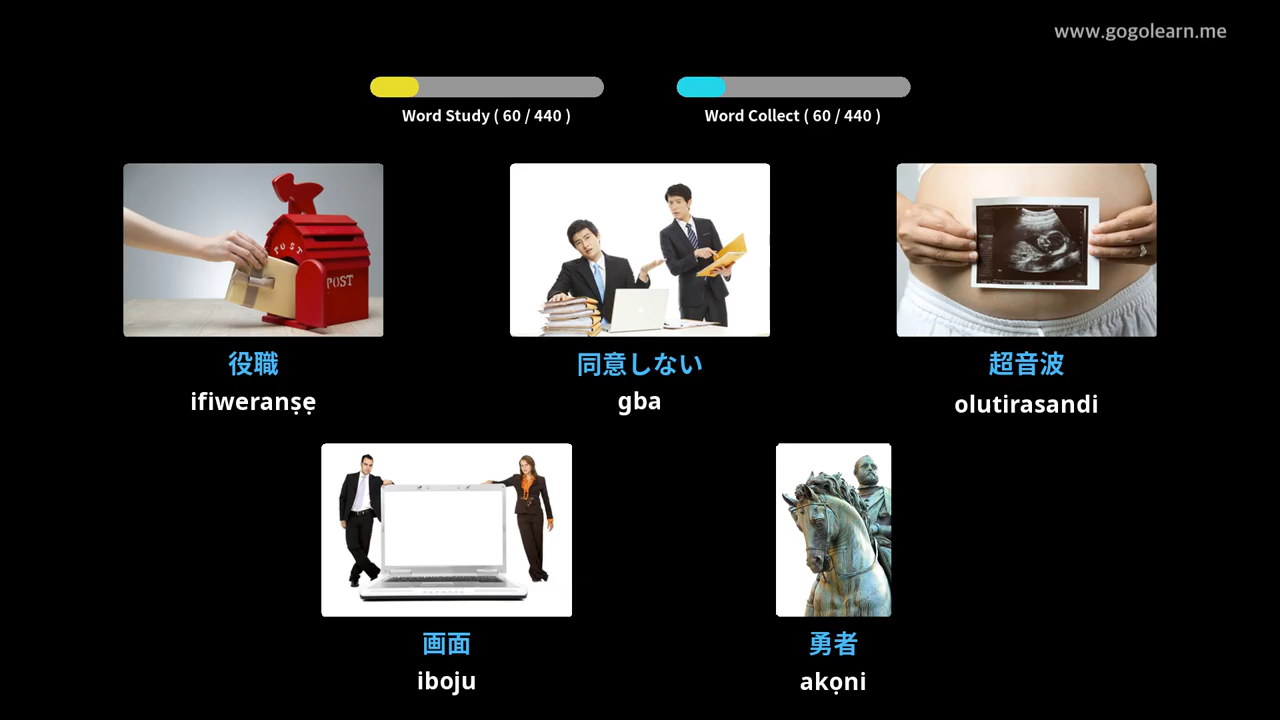 www.gogolearn.me
Word Study ( 60 / 440 )
Word Collect ( 60 / 440 )
POST
POST
役職
同意しない
超音波
ifiweranṣẹ
gba
olutirasandi
画面
勇者
iboju
akọni